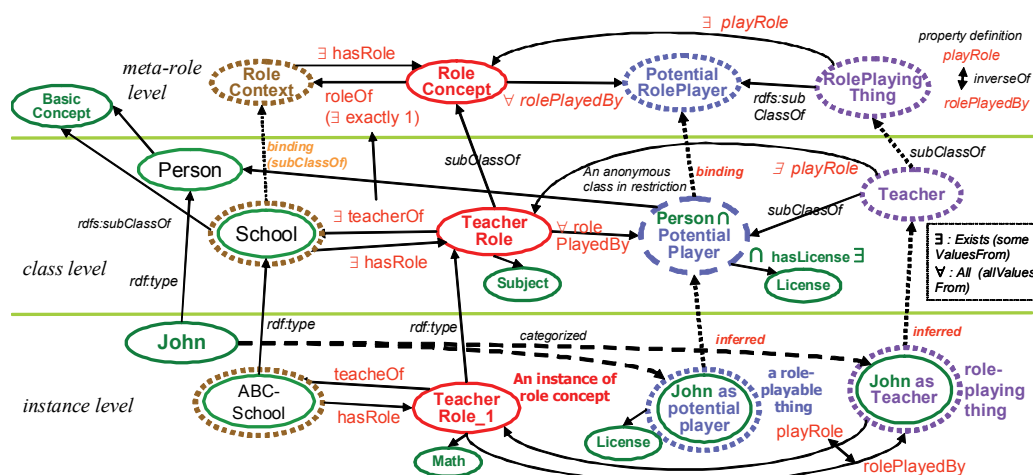 ∃ playRole
property definition
playRole
inverseOf
rolePlayedBy
meta-role
level
∃ hasRole
Role
Context
roleOf
(∃ exactly 1)
Role
Concept
∀ rolePlayedBy
Potential
RolePlayer
rdfs:sub
ClassOf
RolePlaying
Thing
Basic
Concept
Person
binding
(subClassOf)
subClassOf
An anonymous
class in restriction
binding
∃ playRole
subClassOf
Teacher
rdfs:subClassOf
School
∃ teacherOf
∃ hasRole
Teacher
Role
∀ role
PlayedBy
Person ∩
Potential
Player
subClassOf
∩ hasLicense ∃
License
Subject
∃ : Exists (some
ValuesFrom)
∀ : All (allValues
From)
class level
rdf:type
rdf:type
rdf:type
John
categorized
inferred
inferred
instance level
ABC-
School
teacheOf
hasRole
Teacher
Role_1
An instance of
role concept
John as
potential
player
a role-
playable
thing
John as
Teacher
role-
playing
thing
License
Math
playRole
rolePlayedBy